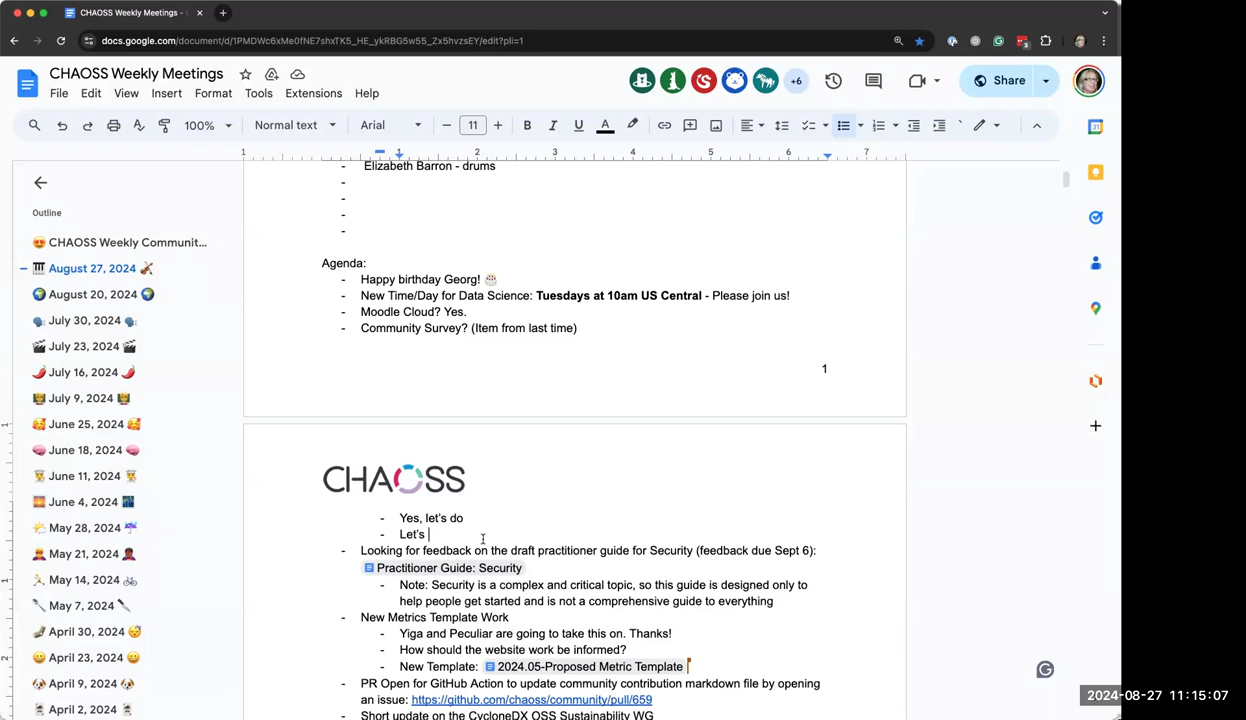 CHAOSS Weekly Meetings -
docs.google.com/document/d/1PMDWc6xMe0fNE7shxTK5_HE_ykRBG5w55_Zx5hvzsEY/edit?pli=1
3
CHAOSS Weekly Meetings
File Edit View Insert Format Tools Extensions Help
+6
Share
100%
Normal text
Arial
11
B I U A
1 1 2 3 4 5 6 7
Elizabeth Barron - drums
Outline
CHAOSS Weekly Communit...
August 27, 2024
August 20, 2024
July 30, 2024
July 23, 2024
July 16, 2024
July 9, 2024
June 25, 2024
June 18, 2024
June 11, 2024
June 4, 2024
May 28, 2024
May 21, 2024
May 14, 2024
May 7, 2024
April 30, 2024
April 23, 2024
April 9, 2024
April 2, 2024
Agenda:
- Happy birthday Georg! 🎂
- New Time/Day for Data Science: Tuesdays at 10am US Central - Please join us!
- Moodle Cloud? Yes.
- Community Survey? (Item from last time)
1
CHAOSS
- Yes, let's do
- Let's
- Looking for feedback on the draft practitioner guide for Security (feedback due Sept 6):
Practitioner Guide: Security
- Note: Security is a complex and critical topic, so this guide is designed only to
help people get started and is not a comprehensive guide to everything
- New Metrics Template Work
- Yiga and Peculiar are going to take this on. Thanks!
- How should the website work be informed?
- New Template: 2024.05-Proposed Metric Template
- PR Open for GitHub Action to update community contribution markdown file by opening
an issue: https://github.com/chaoss/community/pull/659
- Short update on the CycloneDX OSS Sustainability WG
2024-08-27 11:15:07